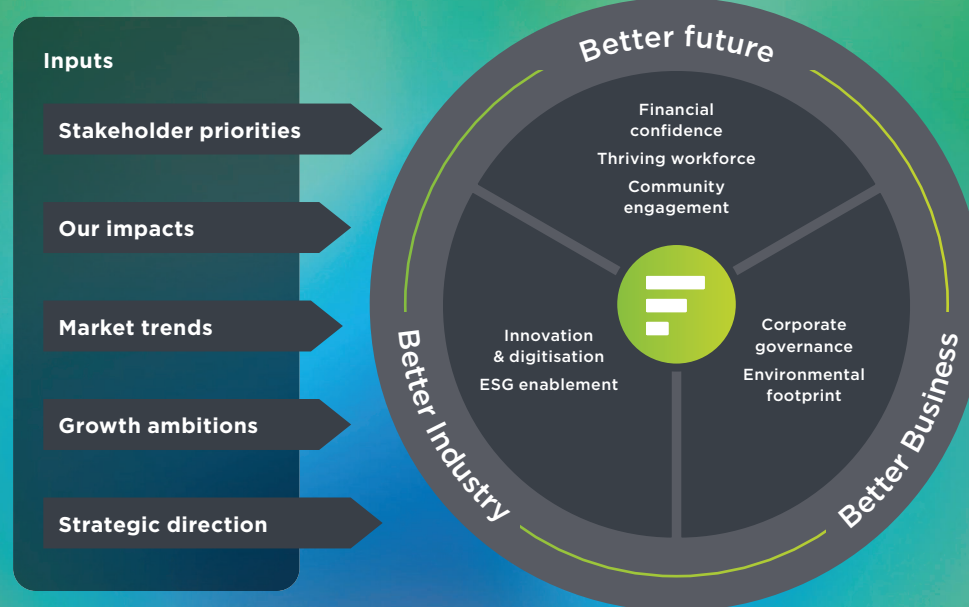 Inputs
Stakeholder priorities
Our impacts
Market trends
Growth ambitions
Strategic direction
Better future
Financial
confidence
Thriving workforce
Community
engagement
Better Industry
Innovation
& digitisation
ESG enablement
Better Business
Corporate
governance
Environmental
footprint